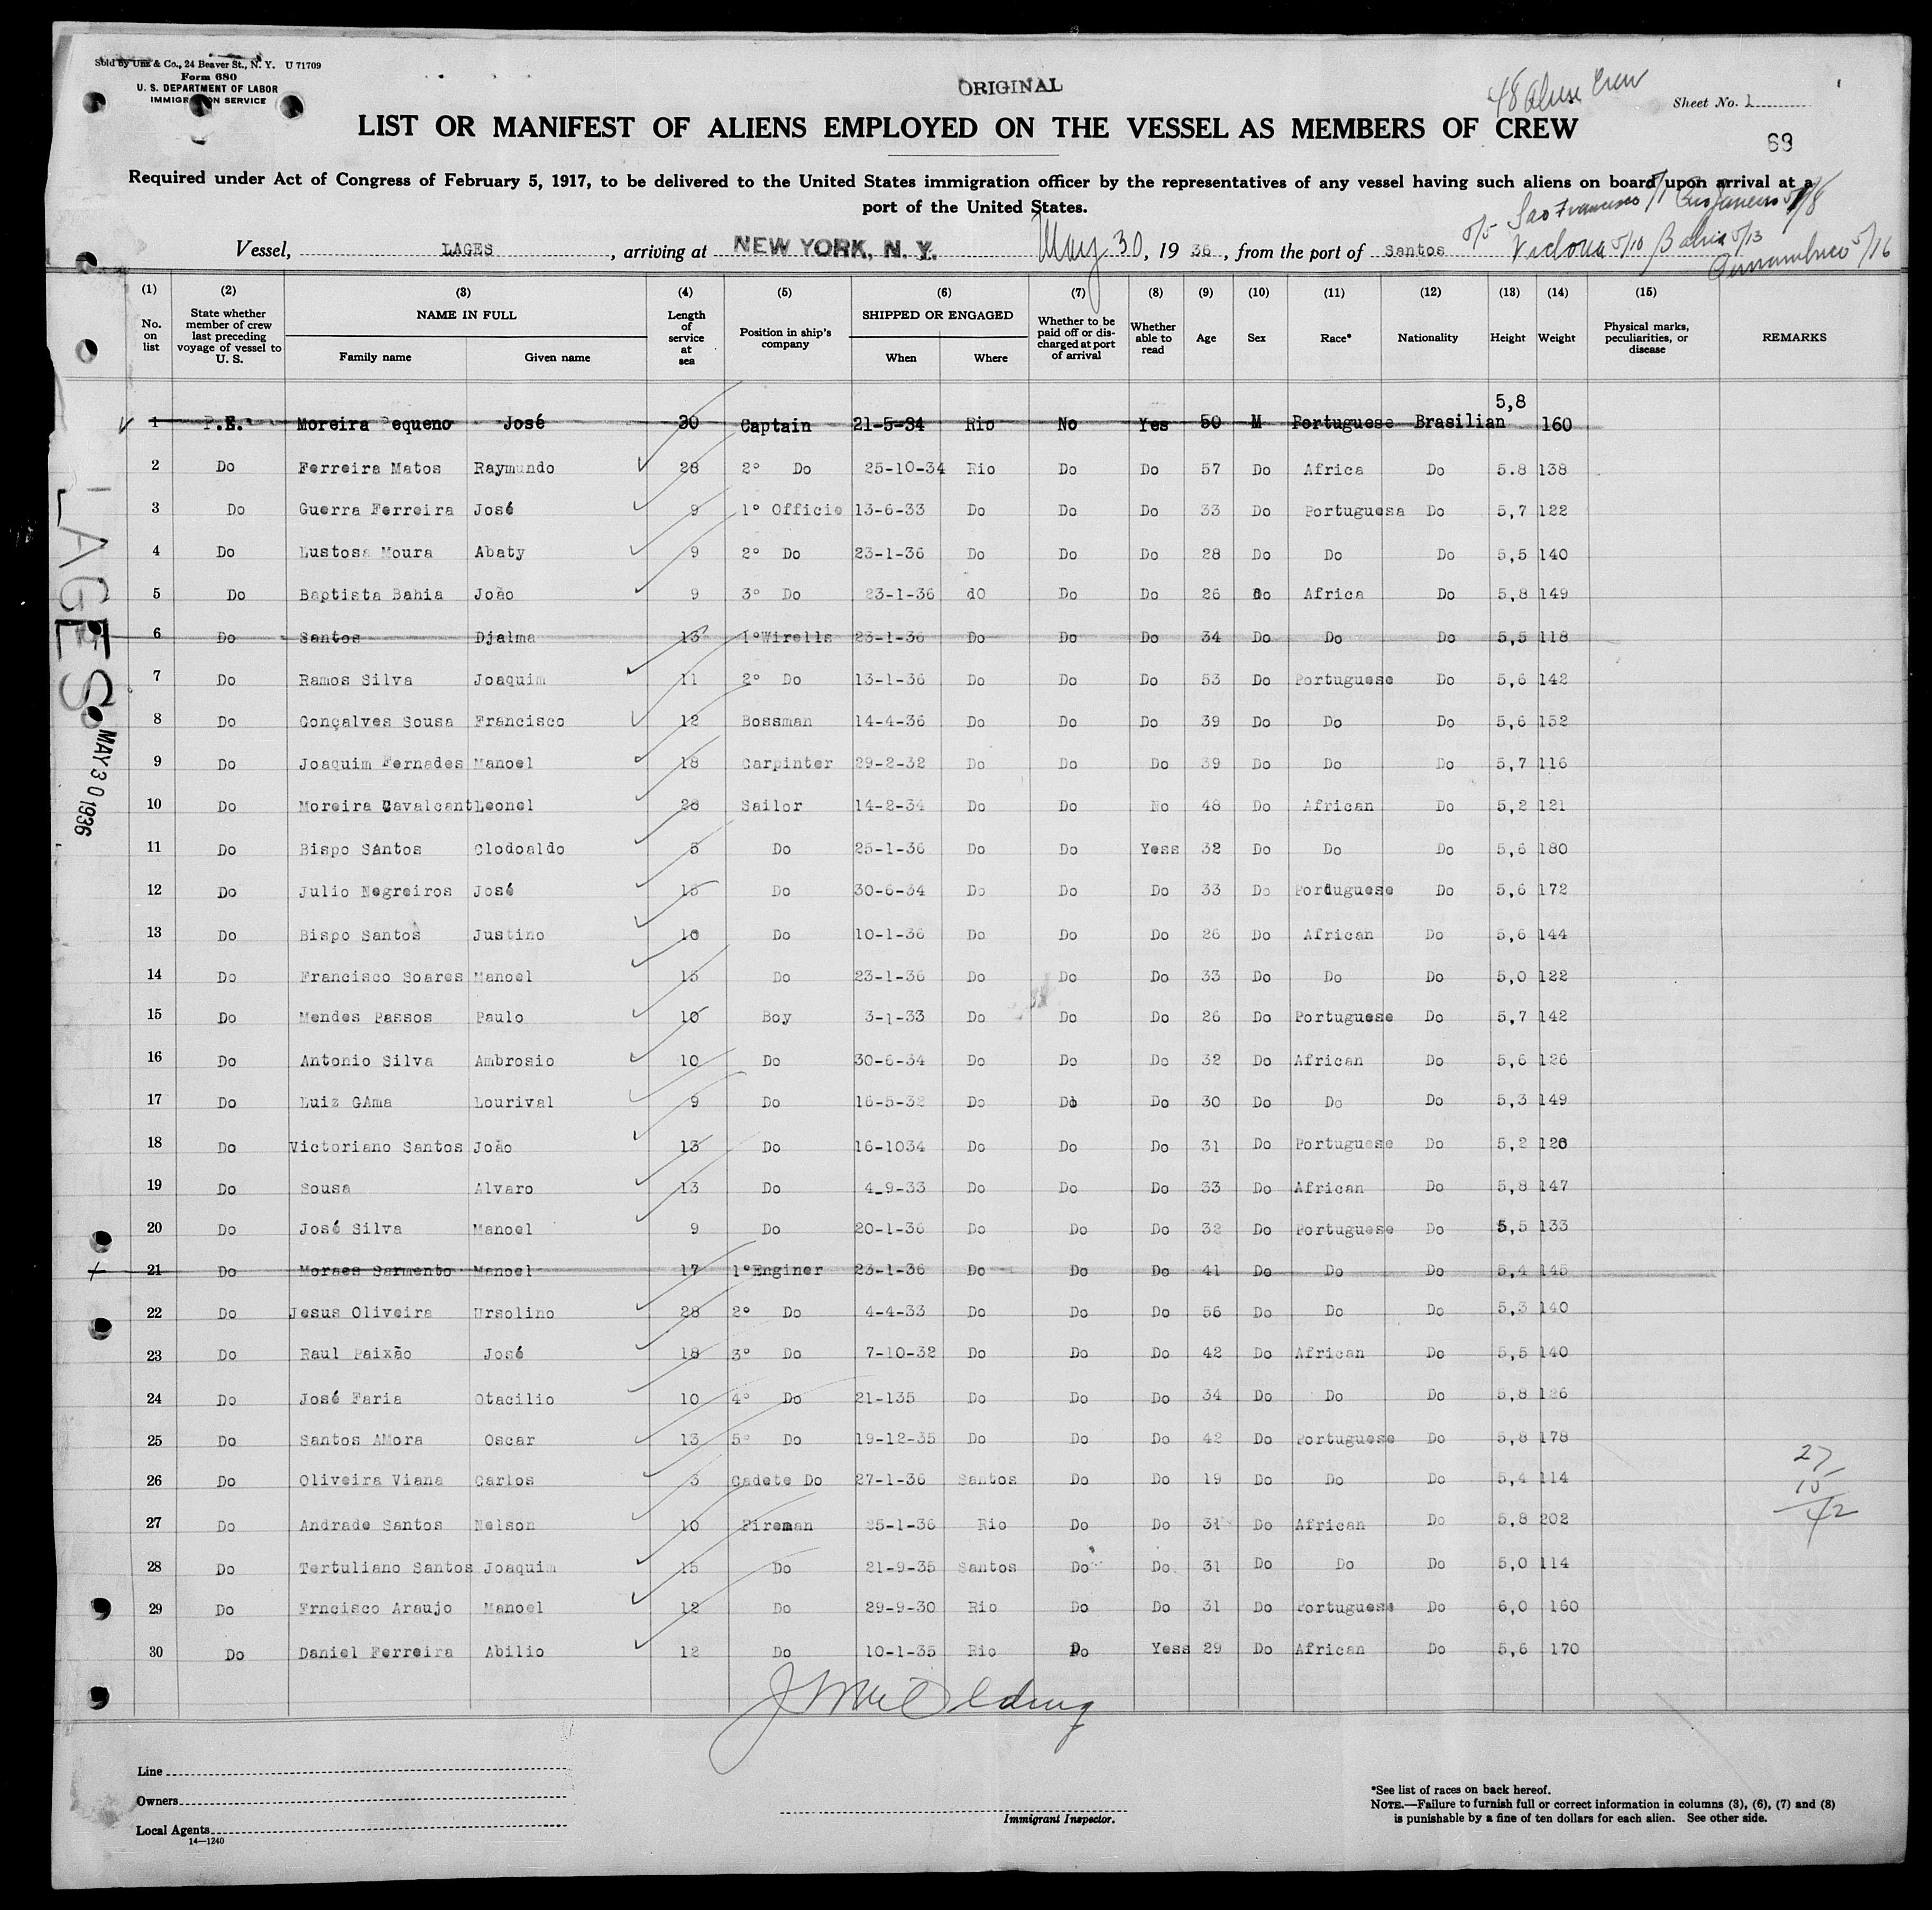 Sold by Unz & Co., 24 Beaver St., N. Y. U 71709
Form 680
U. S. DEPARTMENT OF LABOR
IMMIGRATION SERVICE
ORIGINAL
48 Crew
Sheet No. 1
69
LIST OR MANIFEST OF ALIENS EMPLOYED ON THE VESSEL AS MEMBERS OF CREW
Required under Act of Congress of February 5, 1917, to be delivered to the United States immigration officer by the representatives of any vessel having such aliens on board upon arrival at a
port of the United States.
5/5 Sao Francisco 5/7 Rio Janeiro 5/8
Vessel, LAGES, arriving at NEW YORK, N. Y. May 30, 19 36, from the port of Santos Victoria 5/10 Bahia 5/13
Pernambuco 5/16
(1) (2) (3) (4) (5) (6) (7) (8) (9) (10) (11) (12) (13) (14) (15)
No. on list State whether member of crew last preceding voyage of vessel to U. S. NAME IN FULL Family name Given name Length of service at sea Position in ship's company SHIPPED OR ENGAGED When Where Whether to be paid off or discharged at port of arrival Whether able to read Age Sex Race* Nationality Height Weight Physical marks, peculiarities, or disease REMARKS
1 P.E. Moreira Pequeno José 30 Captain 21-5-34 Rio No Yes 50 M Portuguese Brasilian 5,8 160
2 Do Ferreira Matos Raymundo 28 2° Do 25-10-34 Rio Do Do 57 Do Africa Do 5.8 138
3 Do Guerra Ferreira José 9 1° Officie 13-6-33 Do Do Do 33 Do Portuguesa Do 5,7 122
4 Do Lustosa Moura Abaty 9 2° Do 23-1-36 Do Do Do 28 Do Do Do 5,5 140
5 Do Baptista Bahia João 9 3° Do 23-1-36 dO Do Do 26 Do Africa Do 5,8 149
6 Do Santos Djalma 13 1°Wirells 23-1-36 Do Do Do 34 Do Do Do 5,5 118
7 Do Ramos Silva Joaquim 11 2° Do 13-1-36 Do Do Do 53 Do Portuguese Do 5,6 142
8 Do Gonçalves Sousa Francisco 12 Bossman 14-4-36 Do Do Do 39 Do Do Do 5,6 152
9 Do Joaquim Fernades Manoel 18 Carpinter 29-2-32 Do Do Do 39 Do Do Do 5,7 116
10 Do Moreira Cavalcant Leonel 28 Sailor 14-2-34 Do Do No 48 Do African Do 5,2 121
11 Do Bispo SAntos Clodoaldo 5 Do 25-1-36 Do Do Yess 32 Do Do Do 5,6 180
12 Do Julio Negreiros José 15 Do 30-6-34 Do Do Do 33 Do Porduguese Do 5,6 172
13 Do Bispo Santos Justino 10 Do 10-1-36 Do Do Do 26 Do African Do 5,6 144
14 Do Francisco Soares Manoel 15 Do 23-1-36 Do Do Do 33 Do Do Do 5,0 122
15 Do Mendes Passos Paulo 10 Boy 3-1-33 Do Do Do 26 Do Portuguese Do 5,7 142
16 Do Antonio Silva Ambrosio 10 Do 30-6-34 Do Do Do 32 Do African Do 5,6 126
17 Do Luiz GAma Lourival 9 Do 16-5-32 Do Do Do 30 Do Do Do 5,3 149
18 Do Victoriano Santos João 13 Do 16-1034 Do Do Do 31 Do Portuguese Do 5,2 126
19 Do Sousa Alvaro 13 Do 4-9-33 Do Do Do 33 Do African Do 5,8 147
20 Do José Silva Manoel 9 Do 20-1-36 Do Do Do 32 Do Portuguese Do 5,5 133
21 Do Moraes Sarmento Manoel 17 1°Enginer 23-1-36 Do Do Do 41 Do Do Do 5,4 145
22 Do Jesus Oliveira Ursolino 28 2° Do 4-4-33 Do Do Do 56 Do Do Do 5,3 140
23 Do Raul Paixão José 18 3° Do 7-10-32 Do Do Do 42 Do African Do 5,5 140
24 Do José Faria Otacilio 10 4° Do 21-135 Do Do Do 34 Do Do Do 5,8 126
25 Do Santos AMora Oscar 13 5° Do 19-12-35 Do Do Do 42 Do Portuguese Do 5,8 178
26 Do Oliveira Viana Carlos 3 Cadete Do 27-1-36 Santos Do Do 19 Do Do Do 5,4 114
27 Do Andrade Santos Nelson 10 Fireman 25-1-36 Rio Do Do 31 Do African Do 5,8 202
28 Do Tertuliano Santos Joaquim 15 Do 21-9-35 Santos Do Do 31 Do Do Do 5,0 114
29 Do Frncisco Araujo Manoel 12 Do 29-9-30 Rio Do Do 31 Do Portuguese Do 6,0 160
30 Do Daniel Ferreira Abilio 12 Do 10-1-35 Rio Do Yess 29 Do African Do 5,6 170
27
15
42
LAGES
MAY 30 1936
Line
Owners
Local Agents
14—1240
Immigrant Inspector.
*See list of races on back hereof.
NOTE.—Failure to furnish full or correct information in columns (3), (6), (7) and (8)
is punishable by a fine of ten dollars for each alien. See other side.